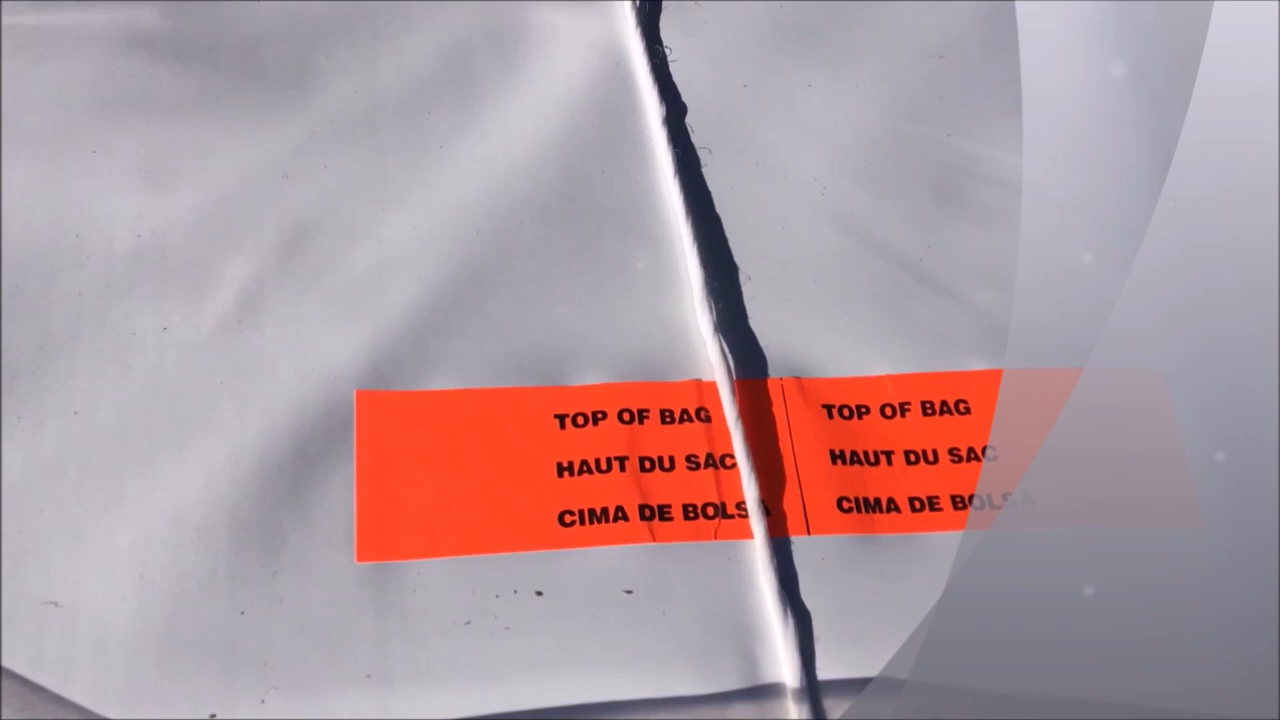 TOP OF BAG
HAUT DU SAC
CIMA DE BOLSA
TOP OF BAG
HAUT DU SAC
CIMA DE BOLSA